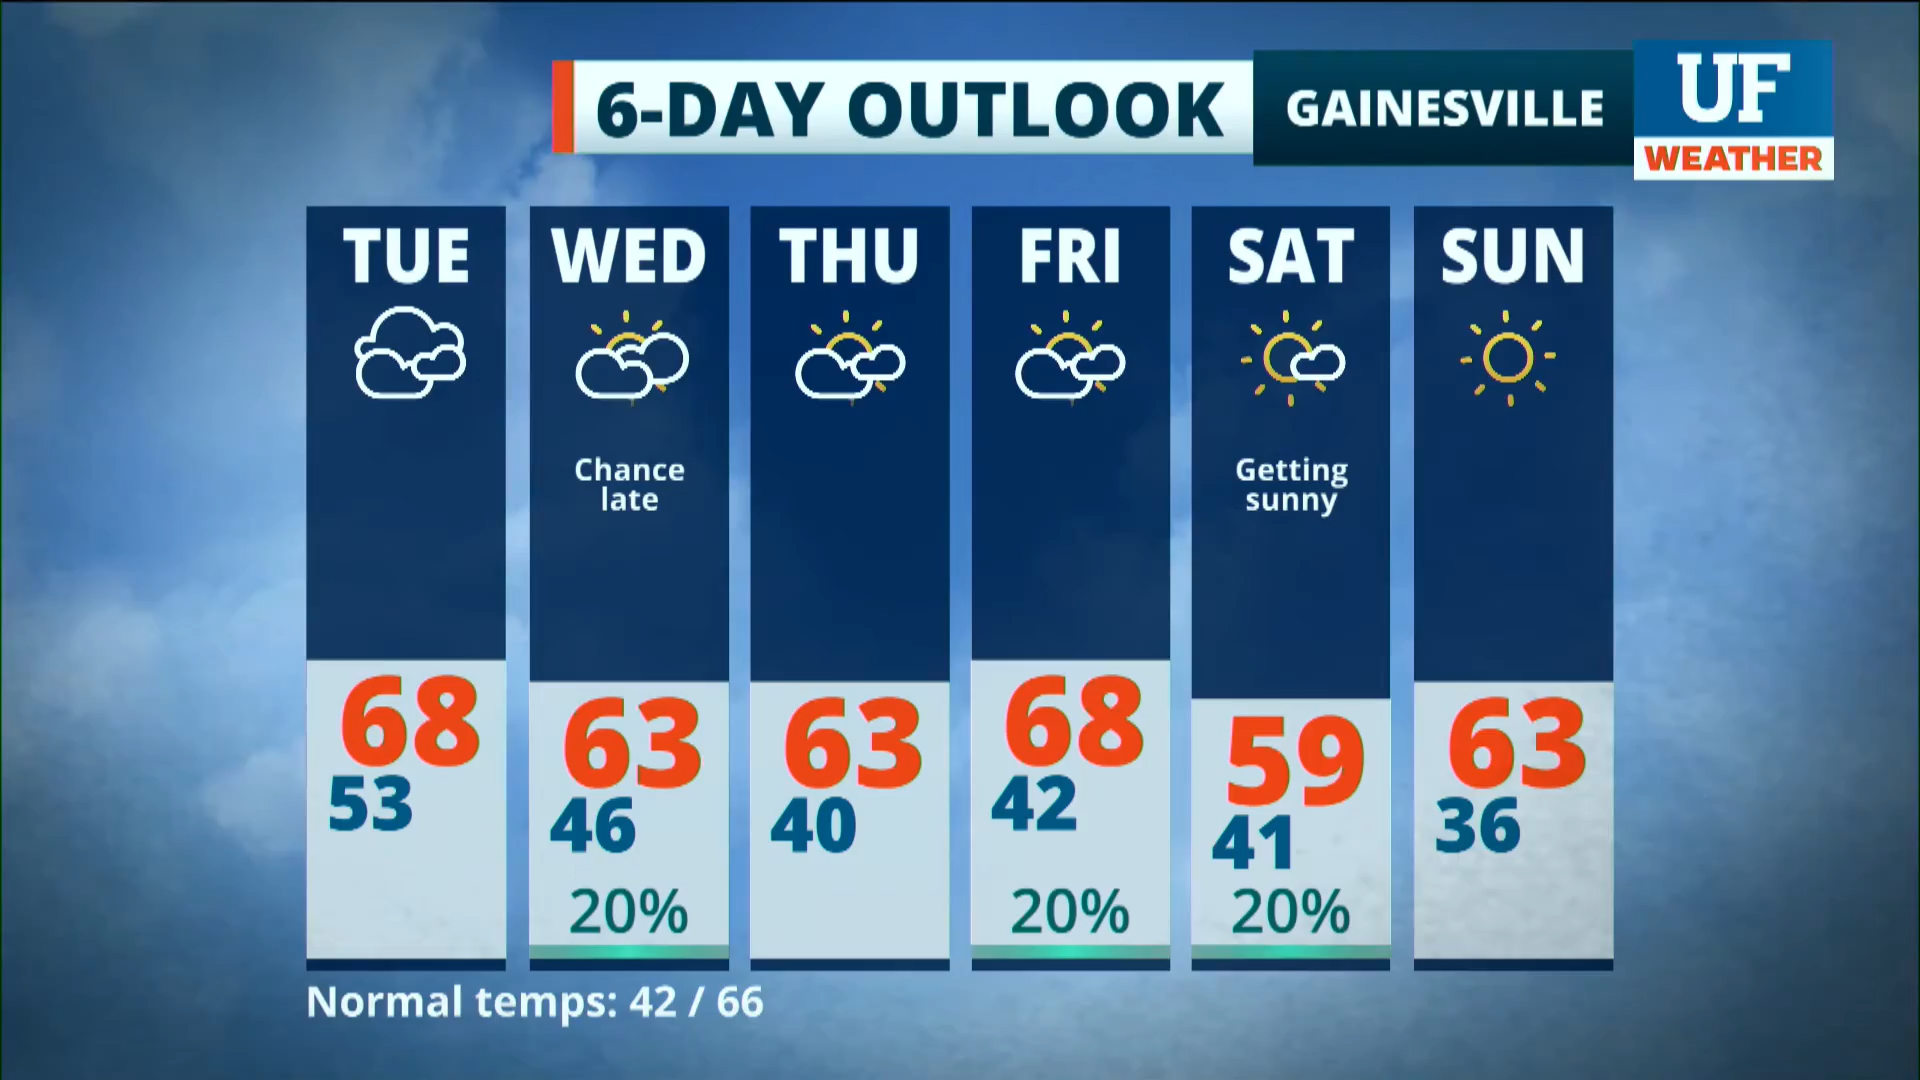 6-DAY OUTLOOK
GAINESVILLE
UF
WEATHER
TUE
68
53
WED
Chance
late
63
46
20%
THU
63
40
FRI
68
42
20%
SAT
Getting
sunny
59
41
20%
SUN
63
36
Normal temps: 42 / 66